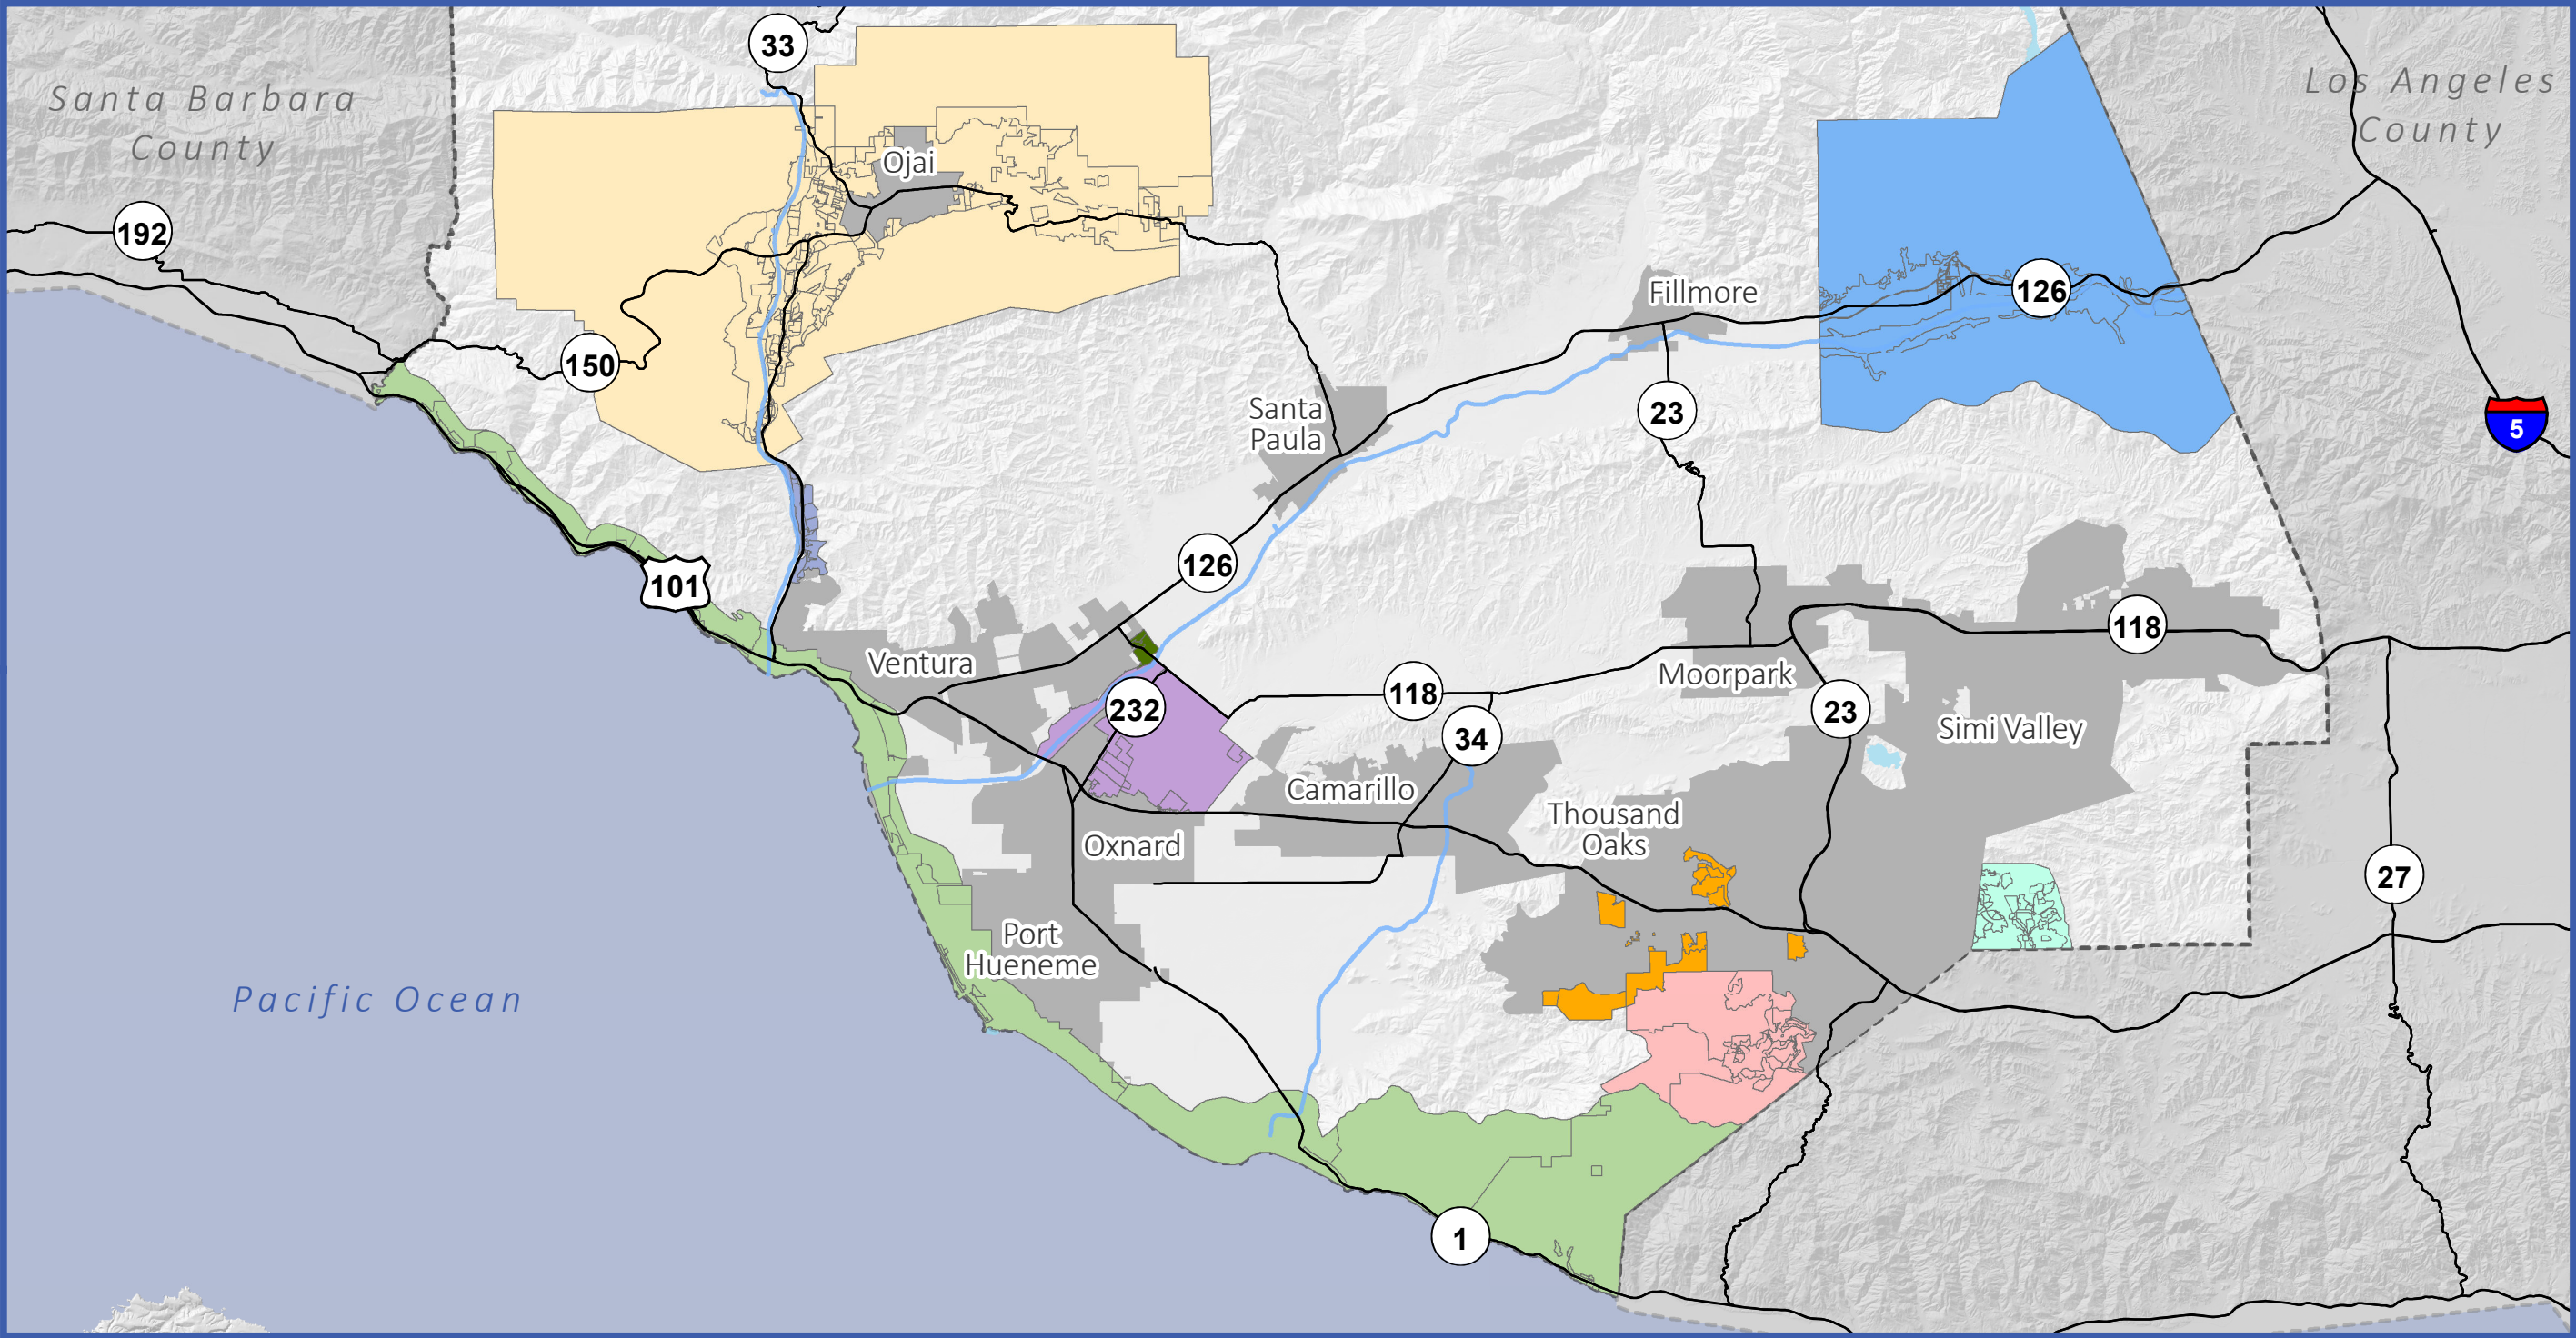 33
Santa Barbara
County
Los Angeles
County
Ojai
192
126
Fillmore
150
Santa
Paula
23
5
126
101
118
Ventura
Moorpark
118
232
34
23
Simi Valley
Camarillo
Thousand
Oaks
Oxnard
27
Port
Hueneme
Pacific Ocean
1